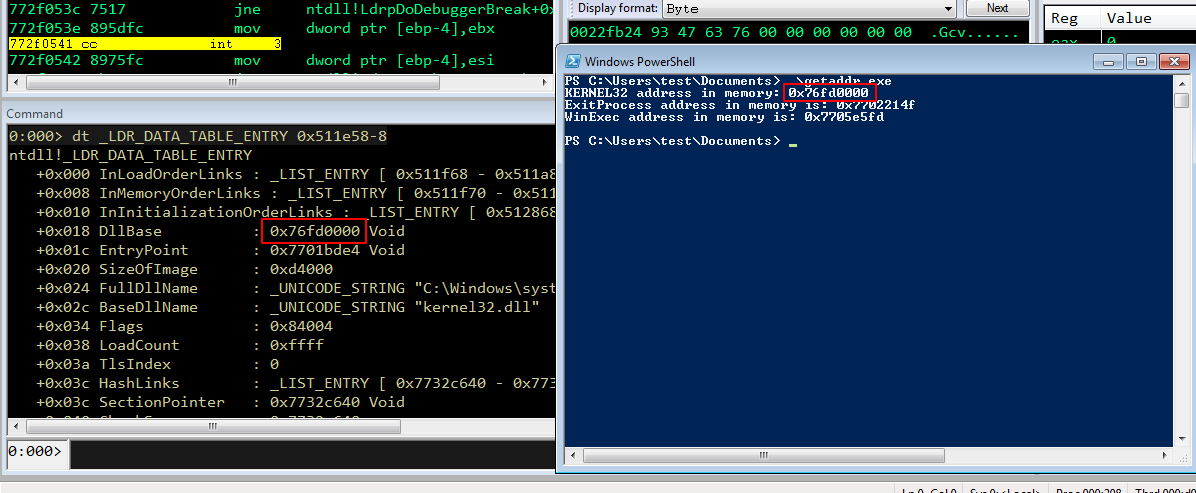 772f053c 7517 jne ntdll!LdrpDoDebuggerBreak+0x
772f053e 895dfc mov dword ptr [ebp-4],ebx
772f0541 cc int 3
772f0542 8975fc mov dword ptr [ebp-4],esi
Display format: Byte Next
0022fb24 93 47 63 76 00 00 00 00 00 00 .Gcv......
Reg Value
eax 0
Command
0:000> dt _LDR_DATA_TABLE_ENTRY 0x511e58-8
ntdll!_LDR_DATA_TABLE_ENTRY
+0x000 InLoadOrderLinks : _LIST_ENTRY [ 0x511f68 - 0x511a8
+0x008 InMemoryOrderLinks : _LIST_ENTRY [ 0x511f70 - 0x511
+0x010 InInitializationOrderLinks : _LIST_ENTRY [ 0x512868
+0x018 DllBase : 0x76fd0000 Void
+0x01c EntryPoint : 0x7701bde4 Void
+0x020 SizeOfImage : 0xd4000
+0x024 FullDllName : _UNICODE_STRING "C:\Windows\syst
+0x02c BaseDllName : _UNICODE_STRING "kernel32.dll"
+0x034 Flags : 0x84004
+0x038 LoadCount : 0xffff
+0x03a TlsIndex : 0
+0x03c HashLinks : _LIST_ENTRY [ 0x7732c640 - 0x773
+0x03c SectionPointer : 0x7732c640 Void
0:000>
Windows PowerShell
PS C:\Users\test\Documents> .\getaddr.exe
KERNEL32 address in memory: 0x76fd0000
ExitProcess address in memory is: 0x7702214f
WinExec address in memory is: 0x7705e5fd
PS C:\Users\test\Documents>